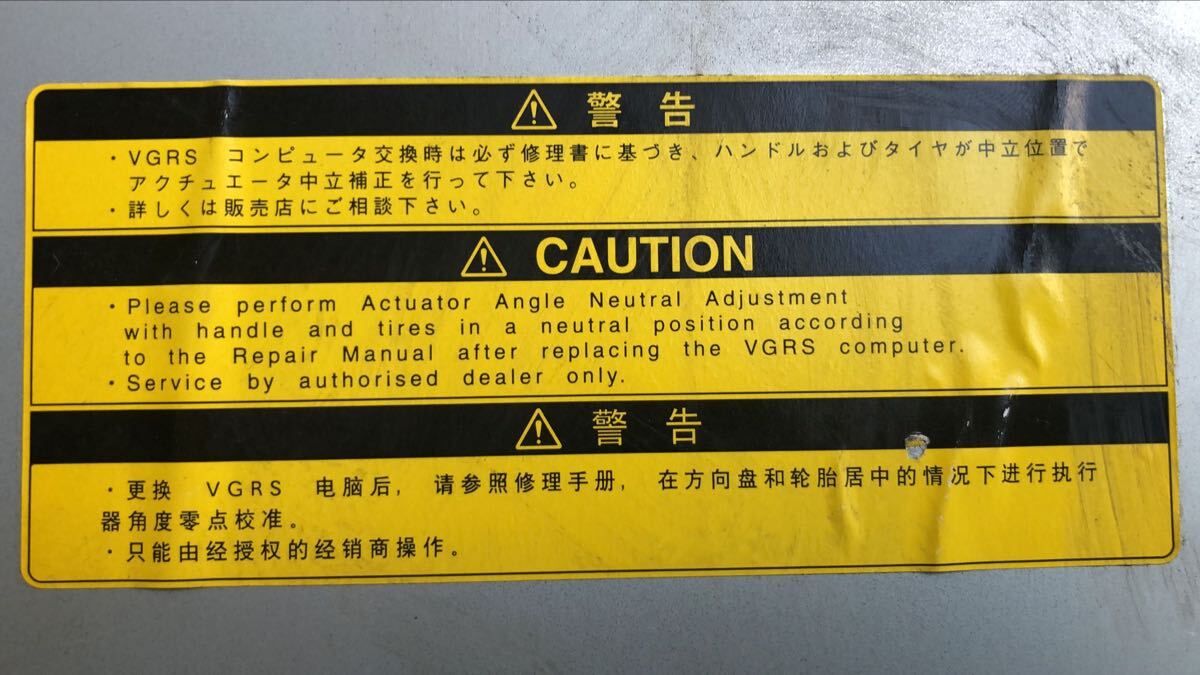 ⚠ 警告
・VGRS コンピュータ交換時は必ず修理書に基づき、ハンドルおよびタイヤが中立位置で
アクチュエータ中立補正を行って下さい。
・詳しくは販売店にご相談下さい。
⚠ CAUTION
・Please perform Actuator Angle Neutral Adjustment
with handle and tires in a neutral position according
to the Repair Manual after replacing the VGRS computer.
・Service by authorised dealer only.
⚠ 警告
・更换 VGRS 电脑后, 请参照修理手册, 在方向盘和轮胎居中的情况下进行执行
器角度零点校准。
・只能由经授权的经销商操作。